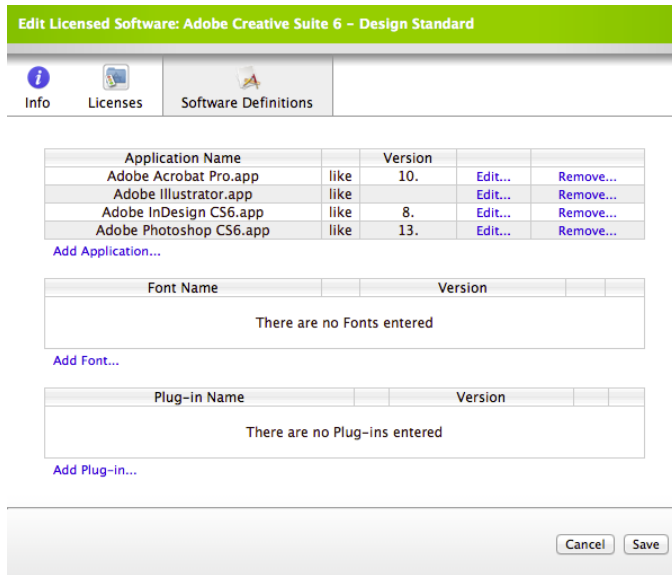 Edit Licensed Software: Adobe Creative Suite 6 – Design Standard
Info Licenses Software Definitions
Application Name Version
Adobe Acrobat Pro.app like 10. Edit... Remove...
Adobe Illustrator.app like Edit... Remove...
Adobe InDesign CS6.app like 8. Edit... Remove...
Adobe Photoshop CS6.app like 13. Edit... Remove...
Add Application...
Font Name Version
There are no Fonts entered
Add Font...
Plug-in Name Version
There are no Plug-ins entered
Add Plug-in...
Cancel Save